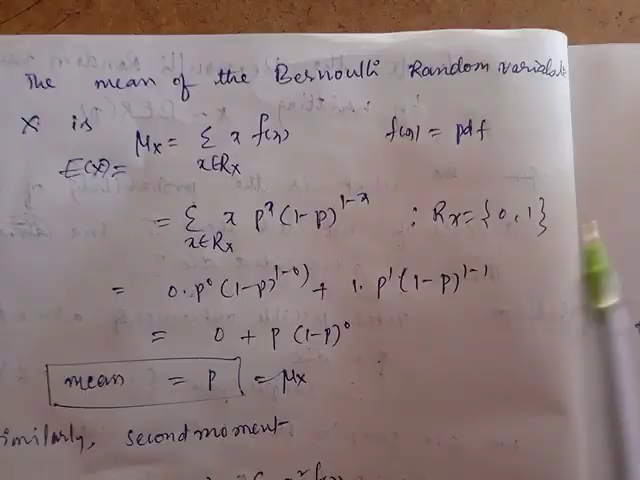 The mean of the Bernoulli Random variable
X is
μx = Σ x f(x) f(x) = pdf
E(X)= x∈Rx
= Σ x p^x (1-p)^1-x : Rx = {0,1}
x∈Rx
= 0. p^0 (1-p)^(1-0) + 1. p^1 (1-p)^1-1
= 0 + p (1-p)^0
mean = p = μx
similarly, second moment